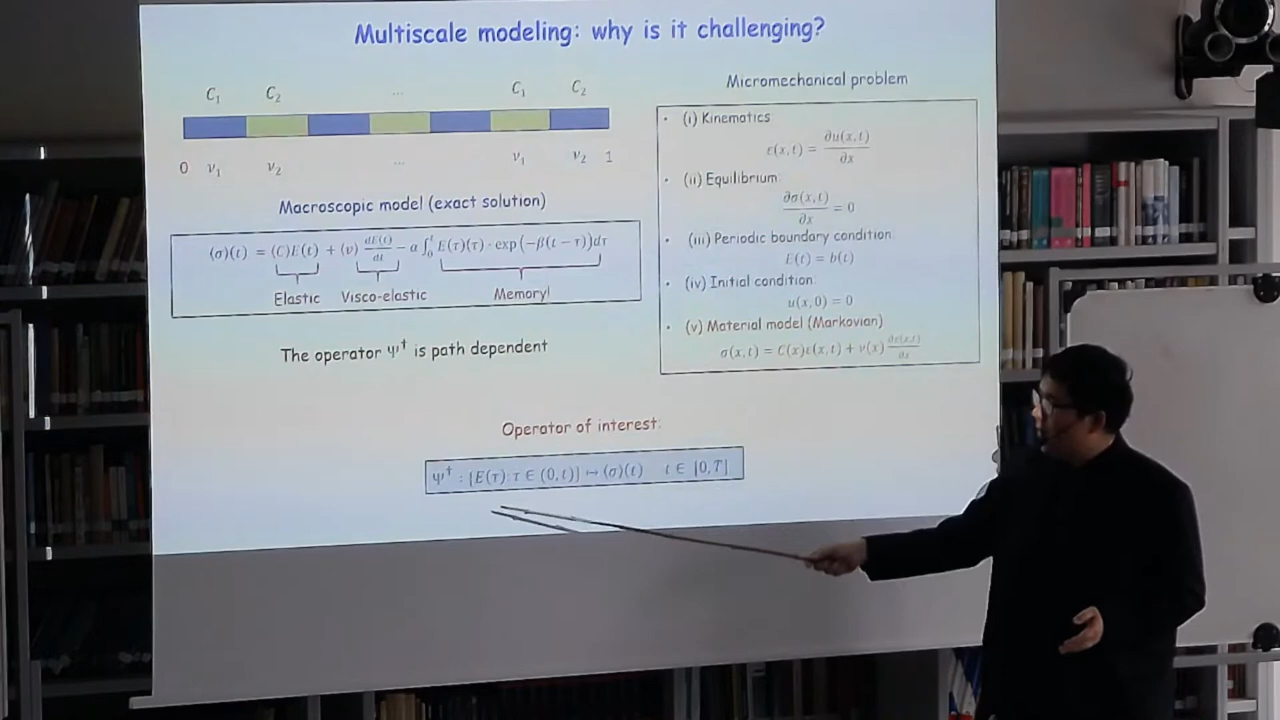 Multiscale modeling: why is it challenging?
C₁ C₂ ... C₁ C₂
0 ν₁ ν₂ ... ν₁ ν₂ 1
Macroscopic model (exact solution)
⟨σ⟩(t) = ⟨C⟩E(t) + ⟨ν⟩ dE(t)/dt − α ∫₀ᵗ E(τ)(τ) · exp(−β(t − τ))dτ
Elastic Visco-elastic Memory!
The operator Ψ† is path dependent
Micromechanical problem
• (i) Kinematics
ε(x,t) = ∂u(x,t)/∂x
• (ii) Equilibrium:
∂σ(x,t)/∂x = 0
• (iii) Periodic boundary condition:
E(t) = b(t)
• (iv) Initial condition:
u(x,0) = 0
• (v) Material model (Markovian)
σ(x,t) = C(x)ε(x,t) + ν(x)
Operator of interest:
Ψ† : {E(τ): τ ∈ (0,t)} ↦ ⟨σ⟩(t) t ∈ [0,T]